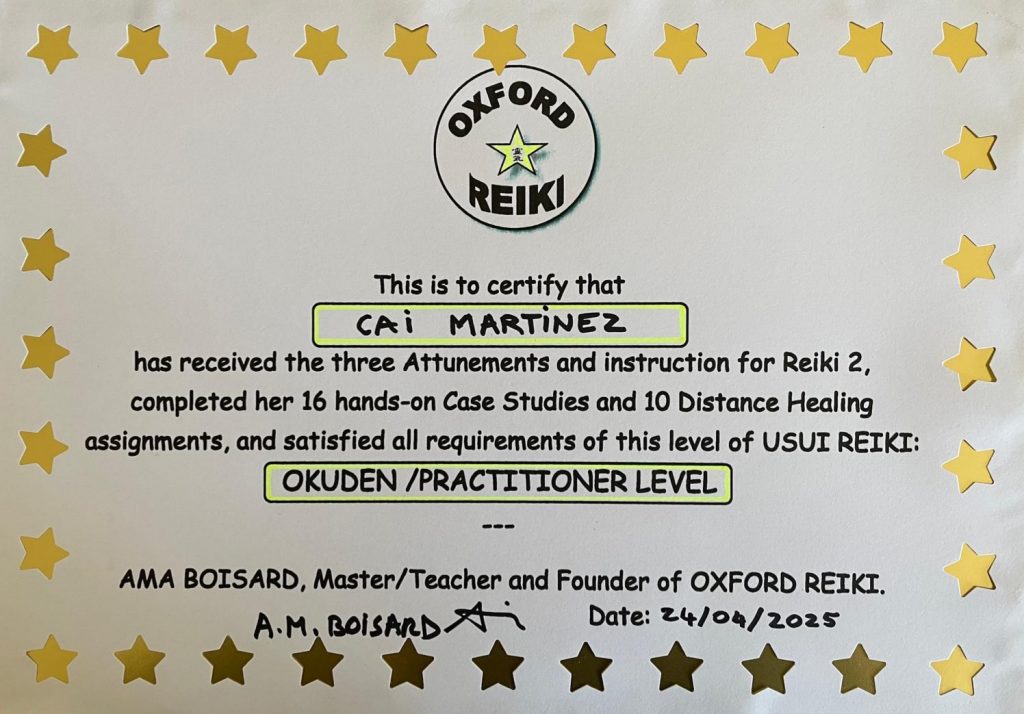 OXFORD
靈氣
REIKI
This is to certify that
CAi MARTiNEZ
has received the three Attunements and instruction for Reiki 2,
completed her 16 hands-on Case Studies and 10 Distance Healing
assignments, and satisfied all requirements of this level of USUI REIKI:
OKUDEN /PRACTITIONER LEVEL
---
AMA BOISARD, Master/Teacher and Founder of OXFORD REIKI.
A.M. BOiSARD
Date: 24/04/2025